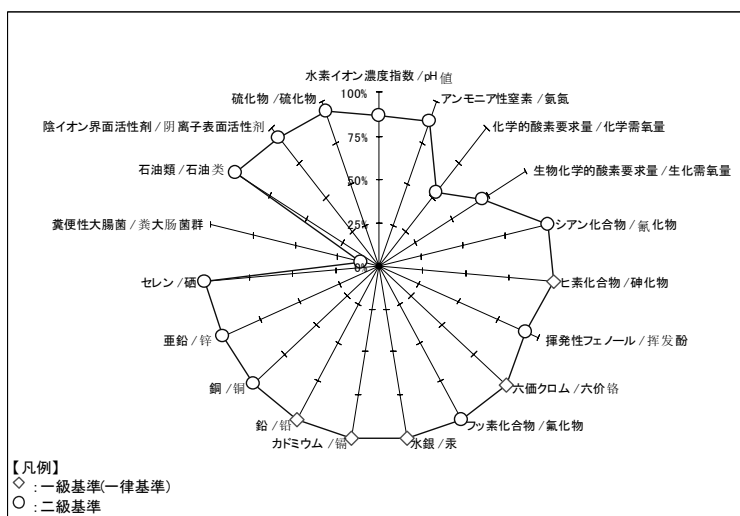 水素イオン濃度指数 / pH値
100%
硫化物 / 硫化物
アンモニア性窒素 / 氨氮
陰イオン界面活性剤 / 阴离子表面活性剂
化学的酸素要求量 / 化学需氧量
75%
石油類 / 石油类
生物化学的酸素要求量 / 生化需氧量
50%
糞便性大腸菌 / 粪大肠菌群
シアン化合物 / 氰化物
25%
0%
セレン / 硒
ヒ素化合物 / 砷化物
亜鉛 / 锌
揮発性フェノール / 挥发酚
銅 / 铜
六価クロム / 六价铬
鉛 / 铅
フッ素化合物 / 氟化物
カドミウム / 镉
水銀 / 汞
【凡例】
◇ : 一級基準(一律基準)
○ : 二級基準